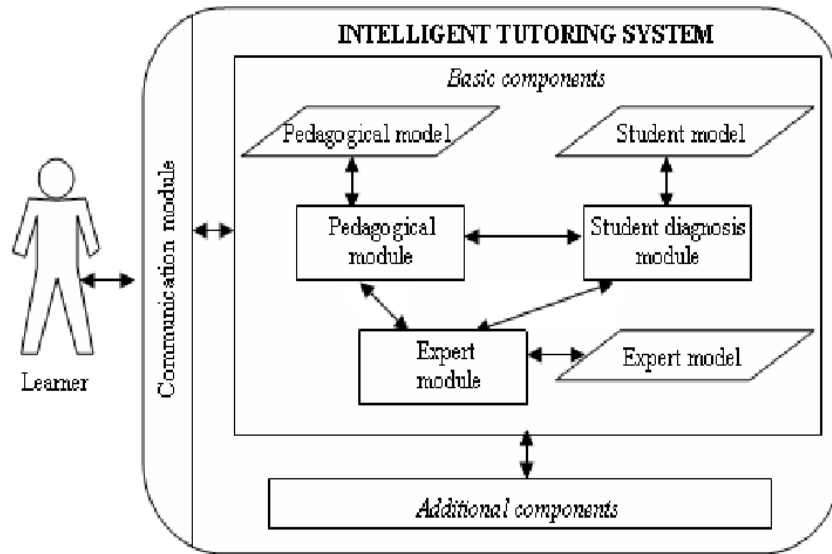 INTELLIGENT TUTORING SYSTEM
Basic components
Pedagogical model
Student model
Communication module
Pedagogical
module
Student diagnosis
module
Expert
module
Expert model
Learner
Additional components